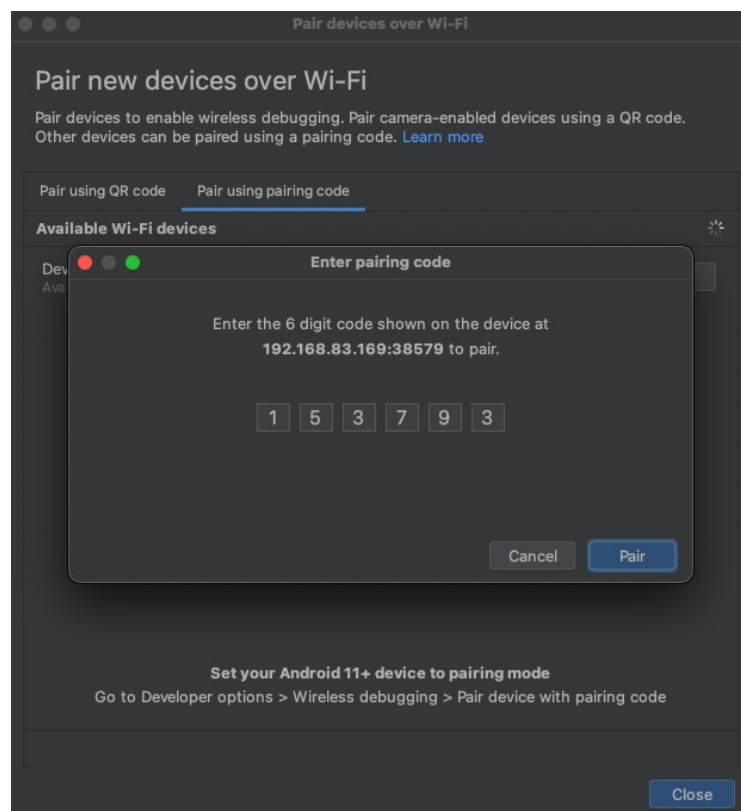 Pair devices over Wi-Fi
Pair new devices over Wi-Fi
Pair devices to enable wireless debugging. Pair camera-enabled devices using a QR code.
Other devices can be paired using a pairing code. Learn more
Pair using QR code Pair using pairing code
Available Wi-Fi devices
Enter pairing code
Enter the 6 digit code shown on the device at
192.168.83.169:38579 to pair.
1 5 3 7 9 3
Cancel Pair
Set your Android 11+ device to pairing mode
Go to Developer options > Wireless debugging > Pair device with pairing code
Close